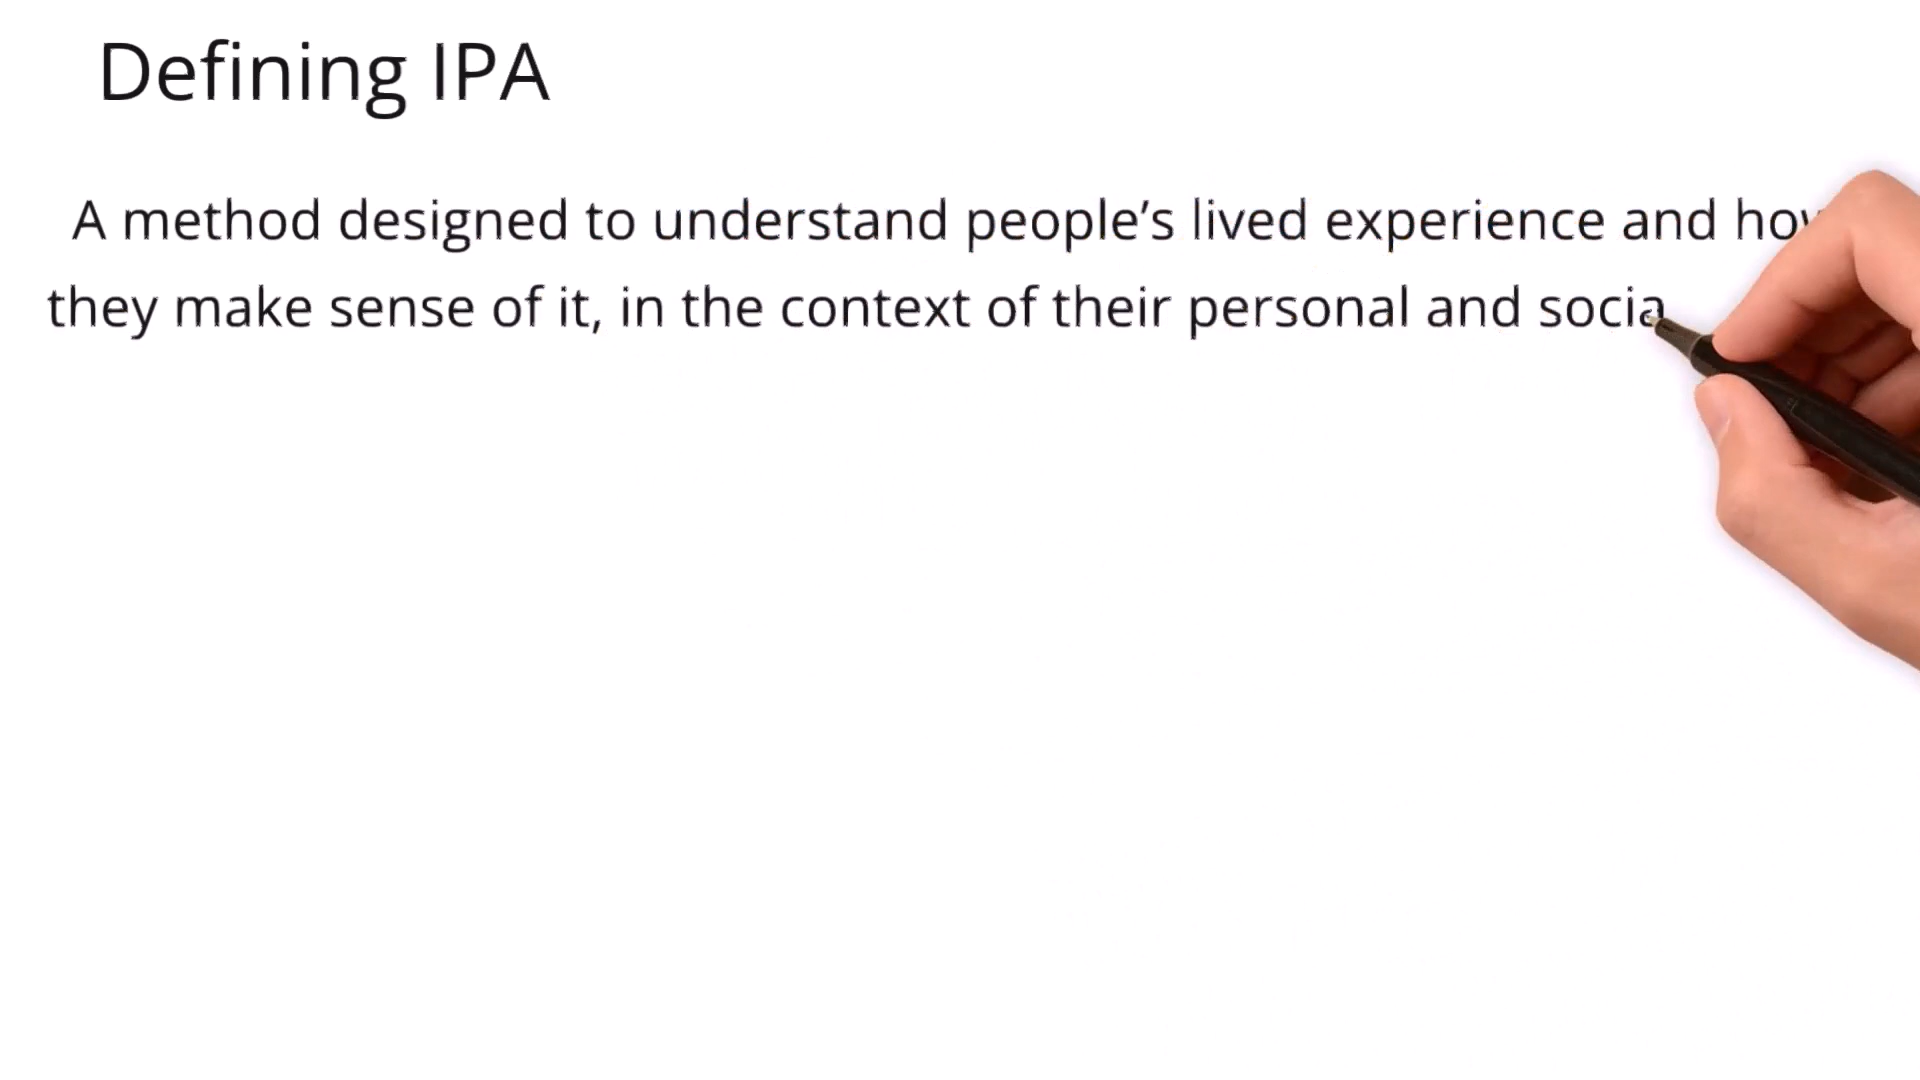 Defining IPA
A method designed to understand people’s lived experience and how
they make sense of it, in the context of their personal and socia